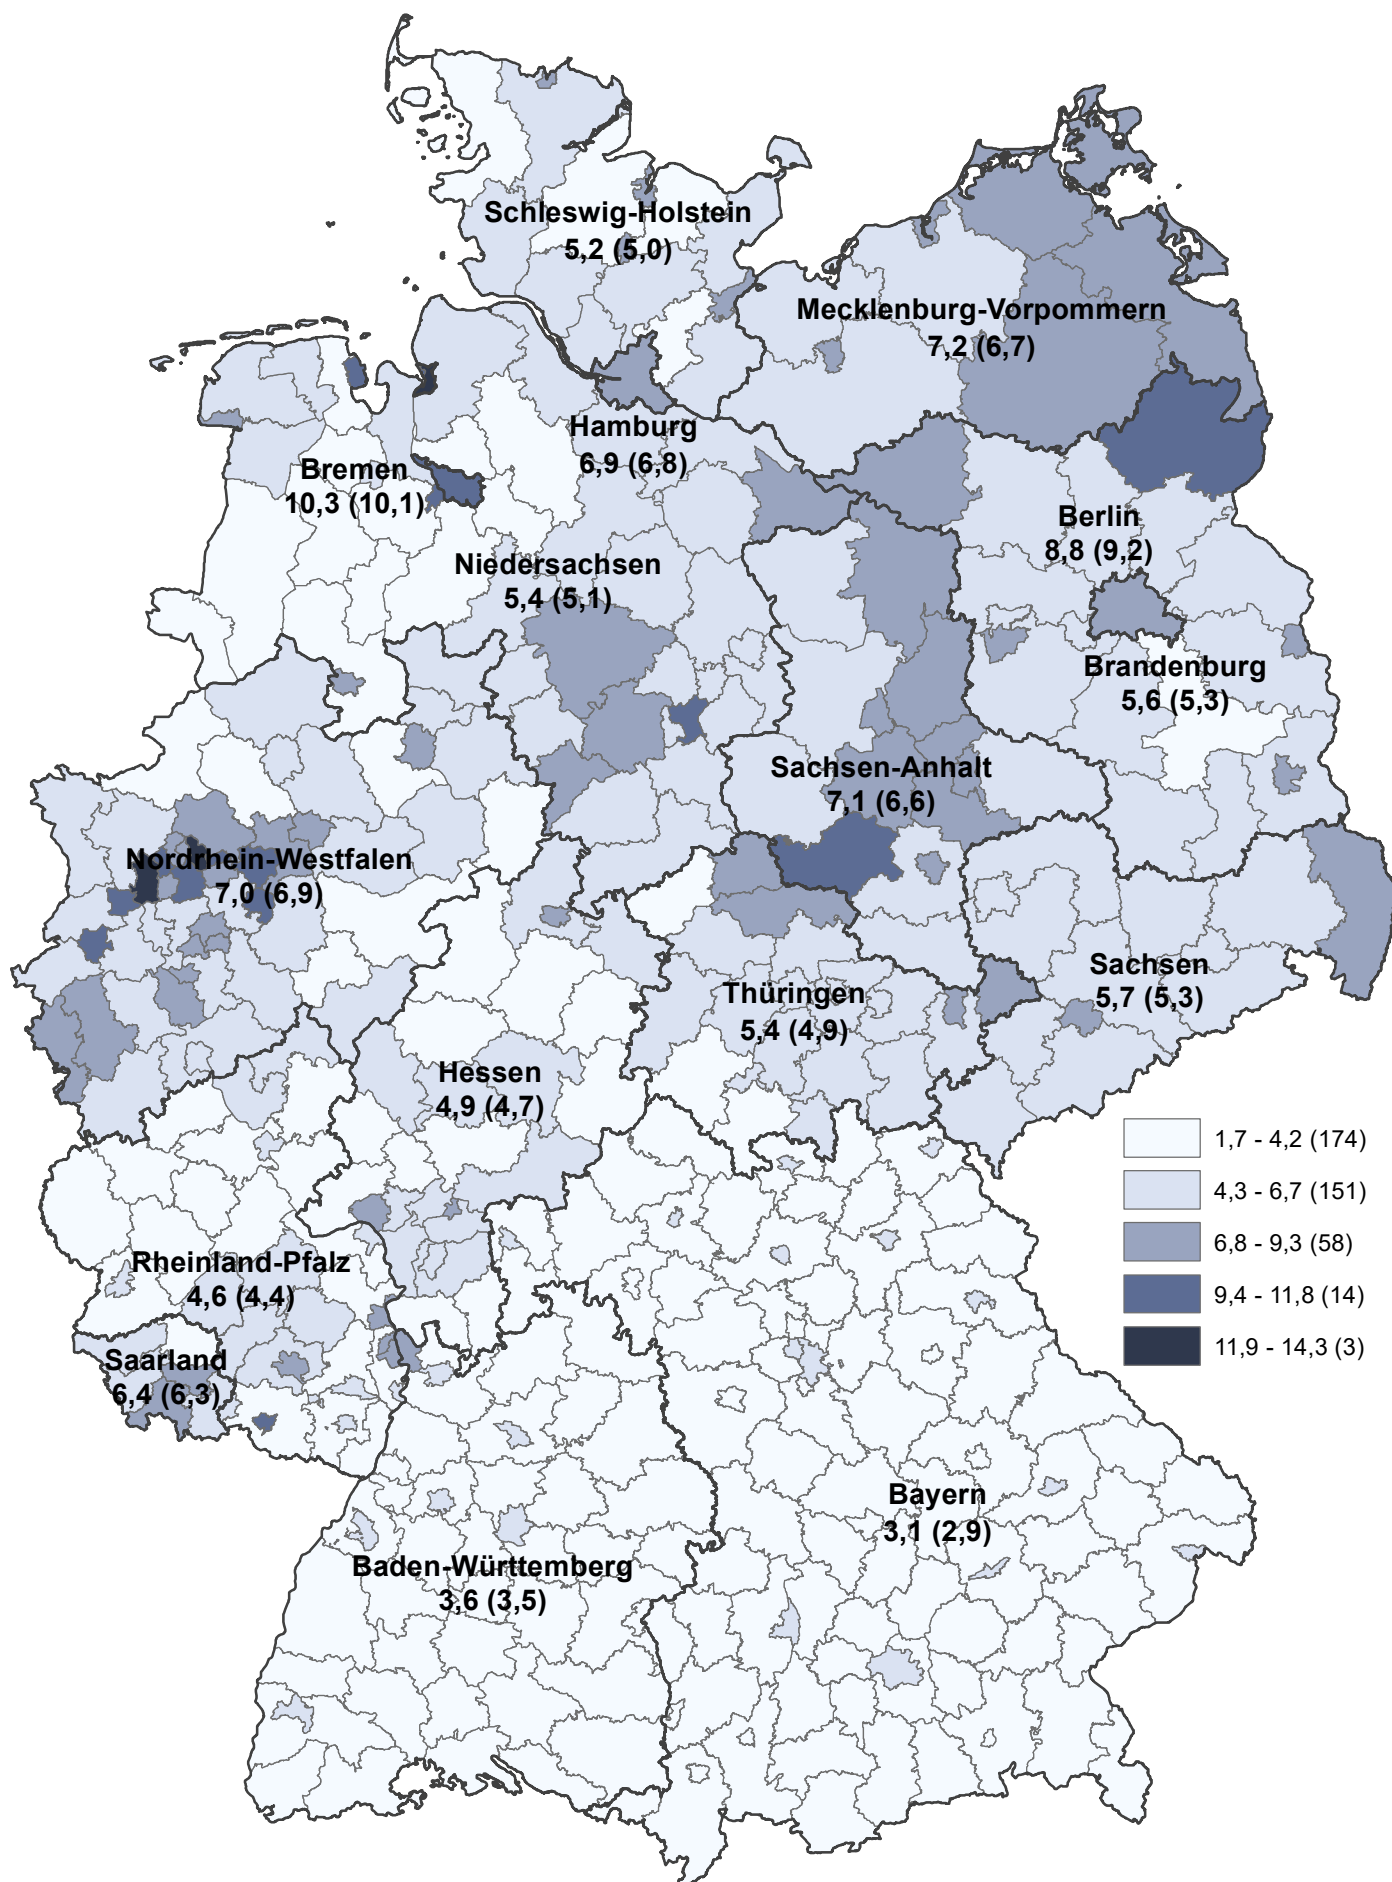 Schleswig-Holstein
5,2 (5,0)
Mecklenburg-Vorpommern
7,2 (6,7)
Hamburg
6,9 (6,8)
Bremen
10,3 (10,1)
Berlin
8,8 (9,2)
Niedersachsen
5,4 (5,1)
Brandenburg
5,6 (5,3)
Sachsen-Anhalt
7,1 (6,6)
Nordrhein-Westfalen
7,0 (6,9)
Sachsen
5,7 (5,3)
Thüringen
5,4 (4,9)
Hessen
4,9 (4,7)
1,7 - 4,2 (174)
4,3 - 6,7 (151)
6,8 - 9,3 (58)
9,4 - 11,8 (14)
11,9 - 14,3 (3)
Rheinland-Pfalz
4,6 (4,4)
Saarland
6,4 (6,3)
Bayern
3,1 (2,9)
Baden-Württemberg
3,6 (3,5)